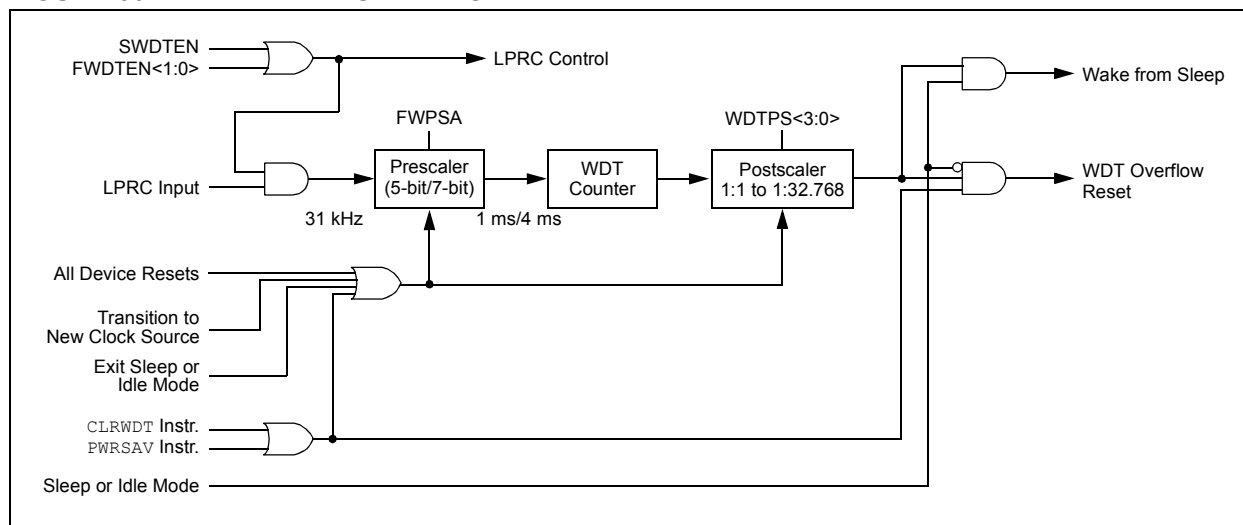 SWDTEN
FWDTEN<1:0>
LPRC Control
Wake from Sleep
FWPSA
WDTPS<3:0>
LPRC Input
Prescaler
(5-bit/7-bit)
WDT
Counter
Postscaler
1:1 to 1:32.768
WDT Overflow
Reset
31 kHz
1 ms/4 ms
All Device Resets
Transition to
New Clock Source
Exit Sleep or
Idle Mode
CLRWDT Instr.
PWRSAV Instr.
Sleep or Idle Mode